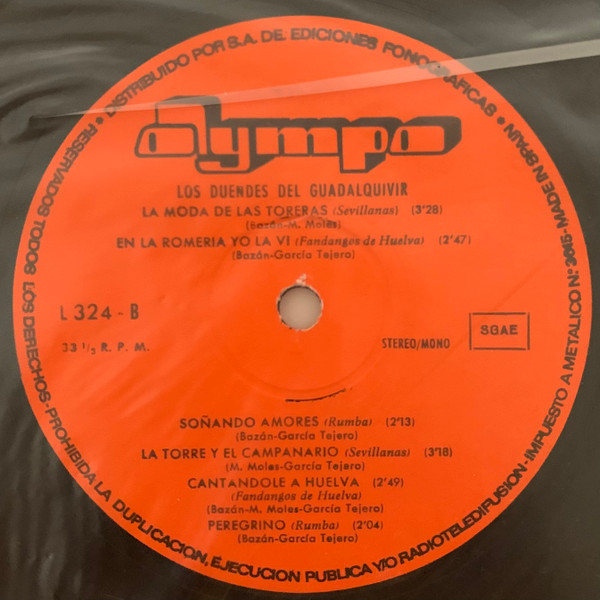 • DISTRIBUIDO POR S.A. DE EDICIONES FONOGRAFICAS • MADE IN SPAIN
olympo
LOS DUENDES DEL GUADALQUIVIR
LA MODA DE LAS TORERAS (Sevillanas) (3'28)
(Bazán-M. Moles)
EN LA ROMERIA YO LA VI (Fandangos de Huelva) (2'47)
(Bazán-García Tejero)
L 324 - B
33 1/3 R. P. M.
STEREO/MONO
SGAE
SOÑANDO AMORES (Rumba) (2'13)
(Bazán-García Tejero)
LA TORRE Y EL CAMPANARIO (Sevillanas) (3'18)
(M. Moles-García Tejero)
CANTANDOLE A HUELVA (2'49)
(Fandangos de Huelva)
(Bazán-M. Moles-García Tejero)
PEREGRINO (Rumba) (2'04)
(Bazán-García Tejero)
• RESERVADOS TODOS LOS DERECHOS-PROHIBIDA LA DUPLICACION, EJECUCION PUBLICA Y/O RADIOTELEDIFUSION-IMPUESTO A METALICO N.º 3615-